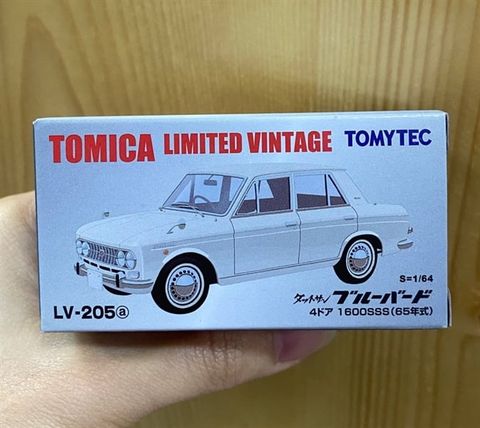 TOMICA LIMITED VINTAGE TOMYTEC
S=1/64
LV-205ⓐ
ダットサン ブルーバード
4ドア 1600SSS(65年式)